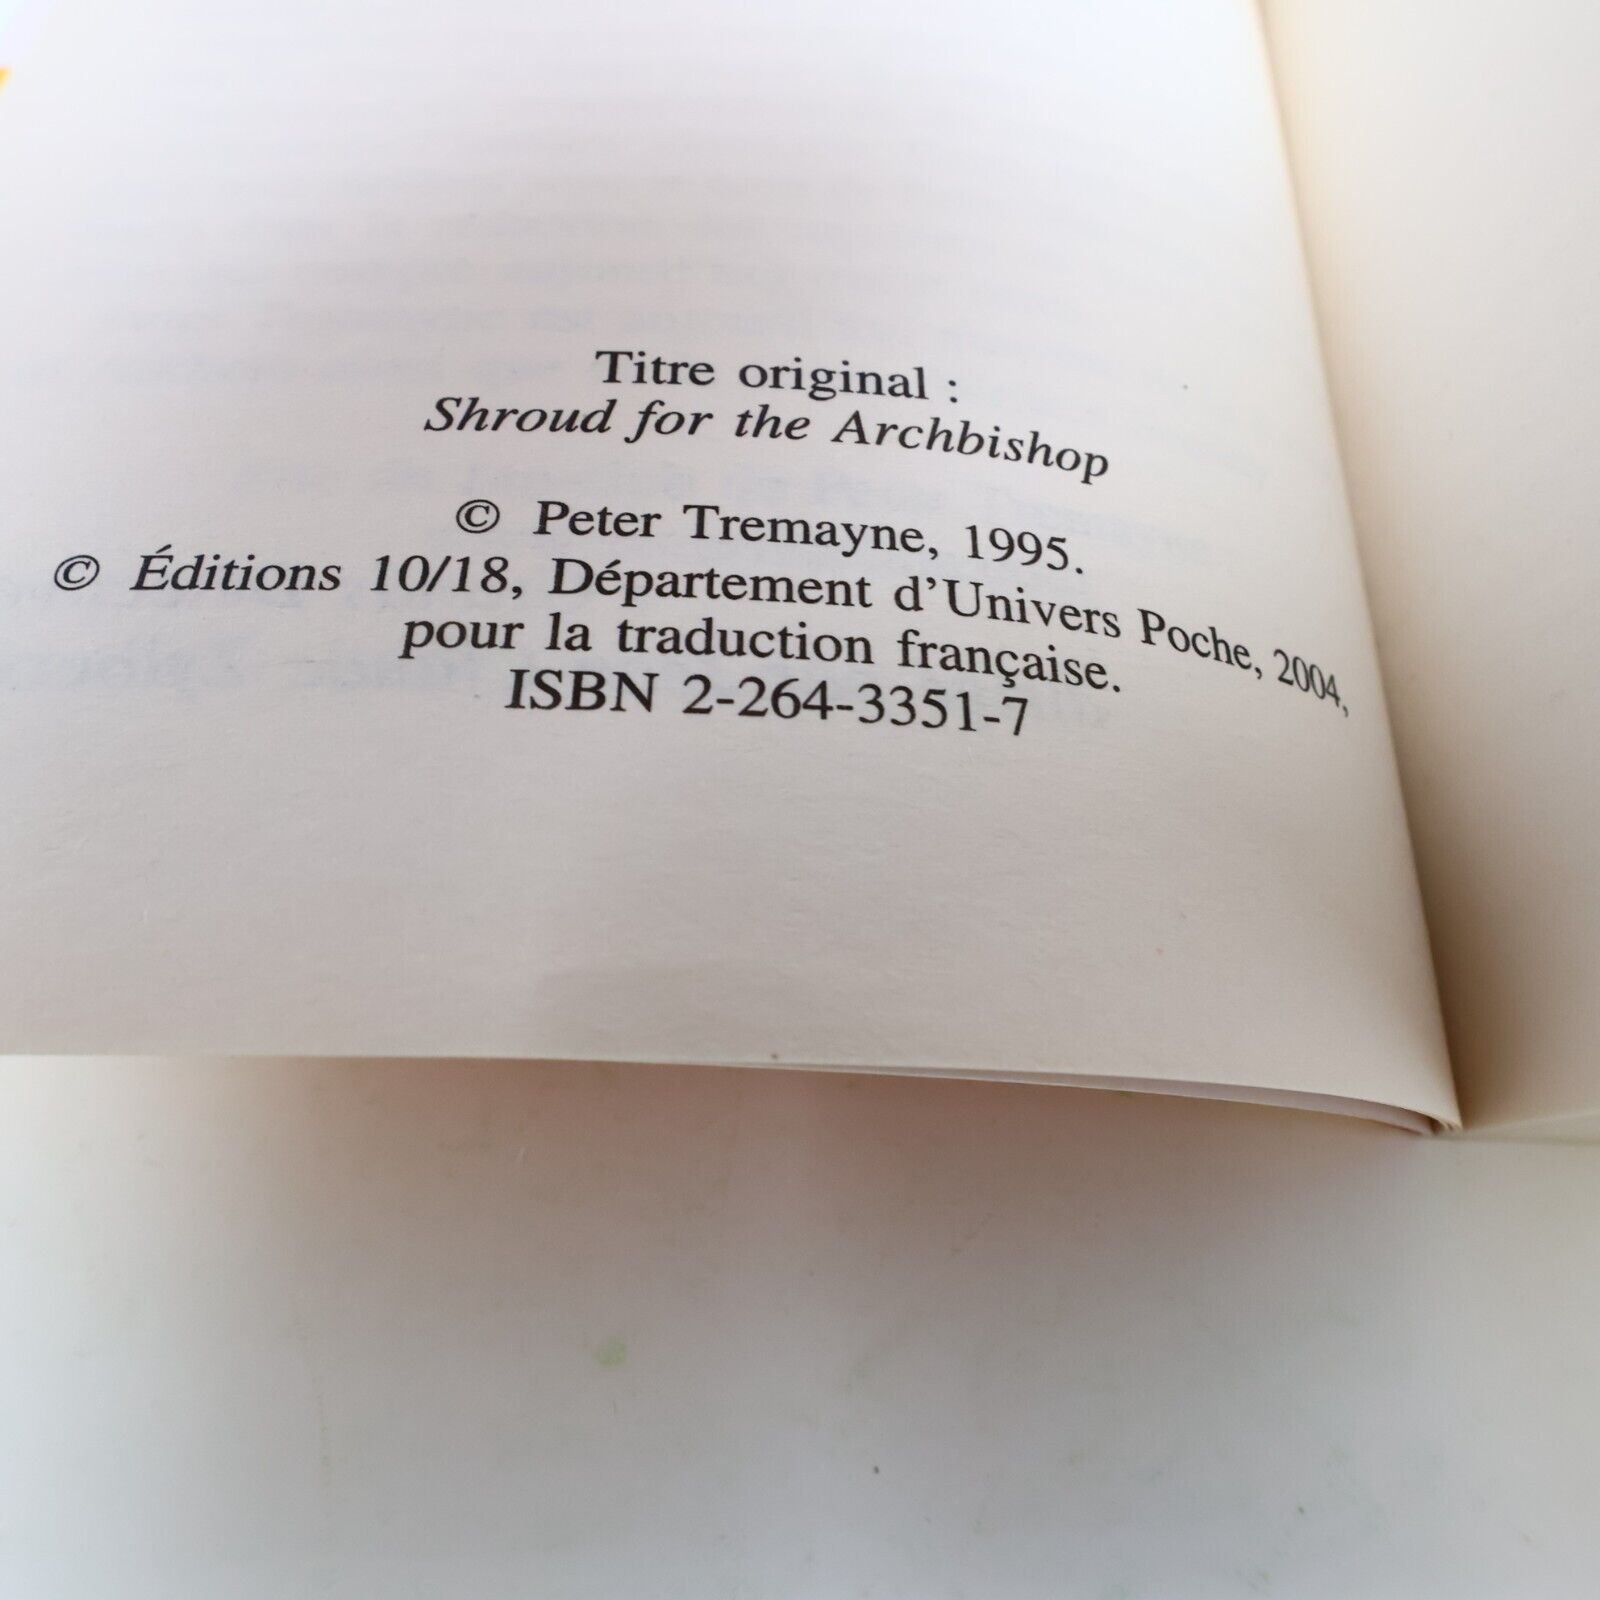 Titre original :
Shroud for the Archbishop
© Peter Tremayne, 1995.
© Éditions 10/18, Département d'Univers Poche, 2004,
pour la traduction française.
ISBN 2-264-3351-7